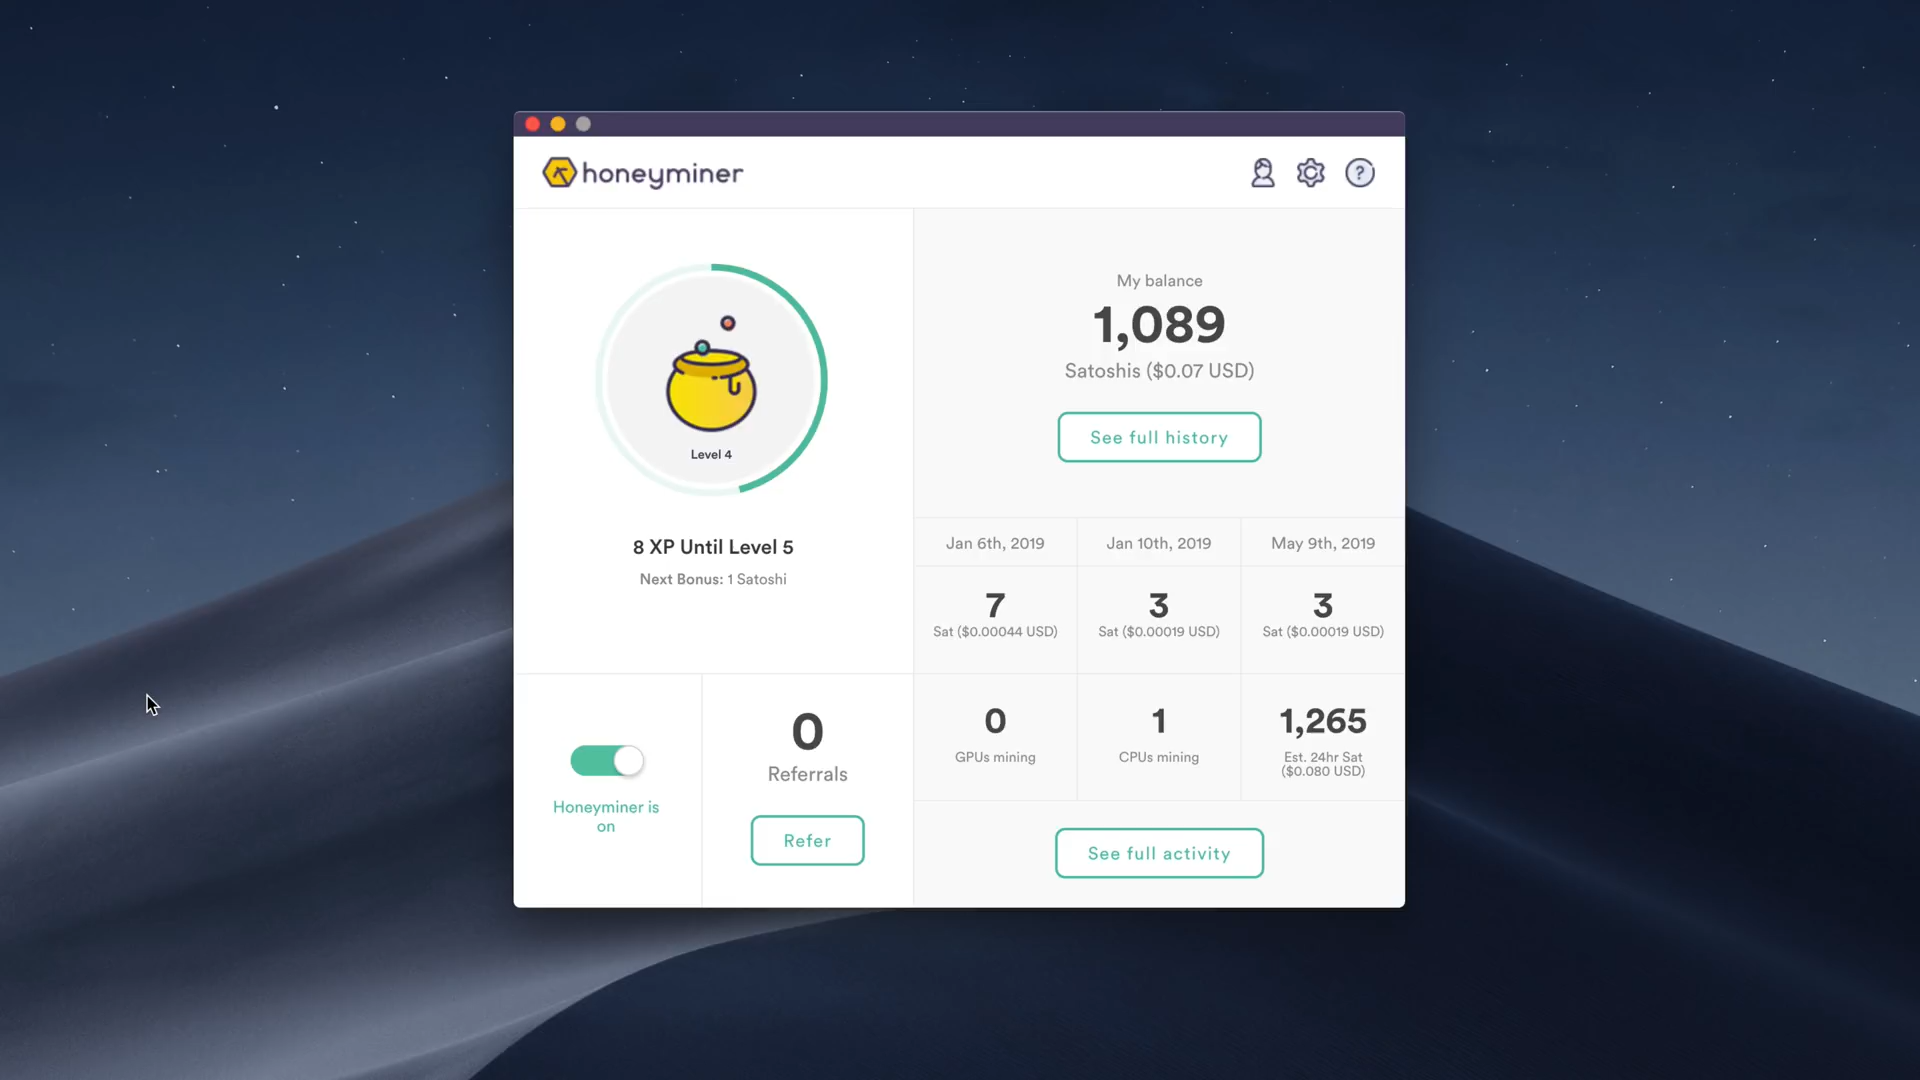 honeyminer
?
Level 4
8 XP Until Level 5
Next Bonus: 1 Satoshi
My balance
1,089
Satoshis ($0.07 USD)
See full history
Jan 6th, 2019
Jan 10th, 2019
May 9th, 2019
7
Sat ($0.00044 USD)
3
Sat ($0.00019 USD)
3
Sat ($0.00019 USD)
Honeyminer is
on
0
Referrals
Refer
0
GPUs mining
1
CPUs mining
1,265
Est. 24hr Sat
($0.080 USD)
See full activity